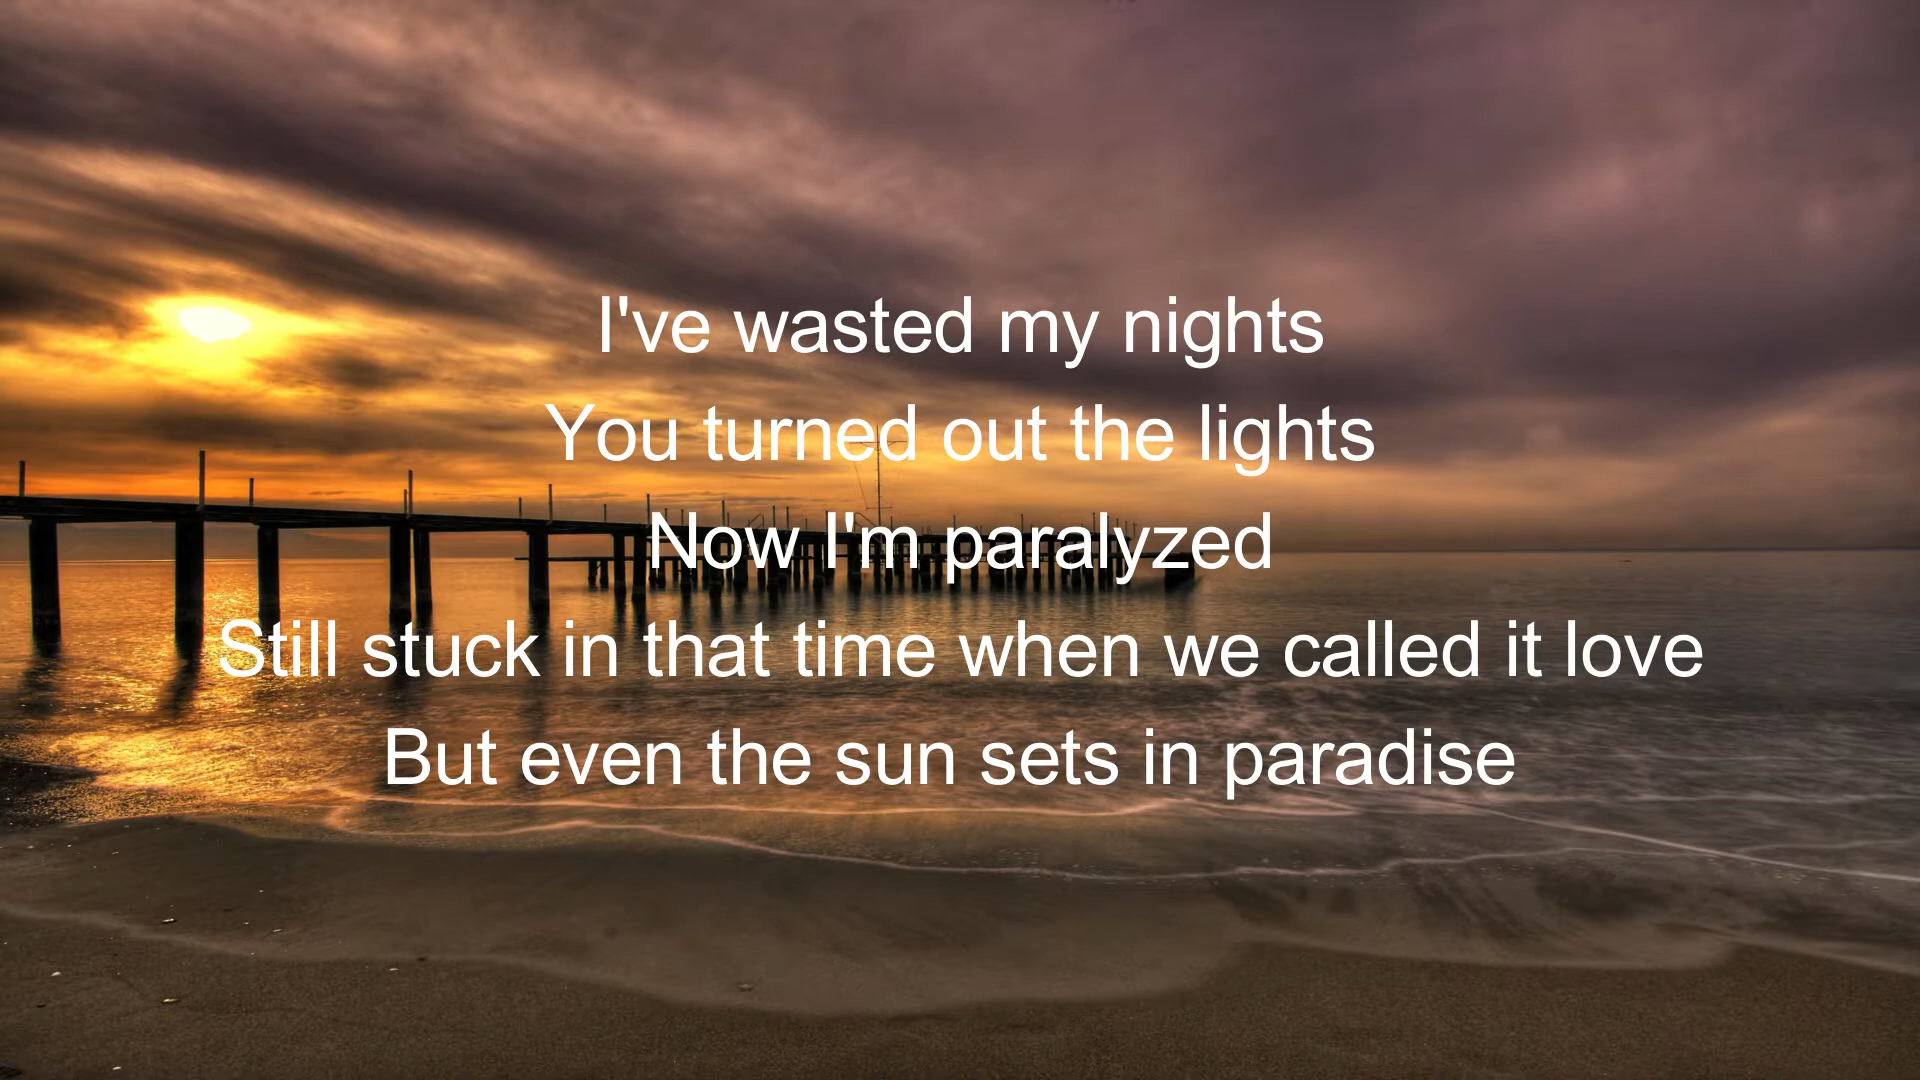 I've wasted my nights
You turned out the lights
Now I'm paralyzed
Still stuck in that time when we called it love
But even the sun sets in paradise